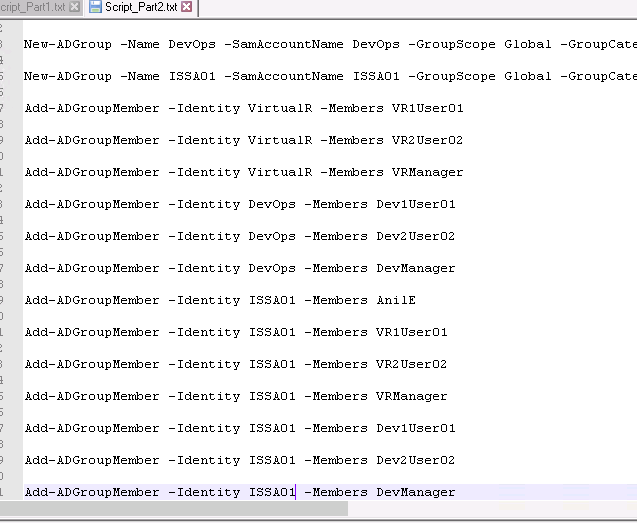 cript_Part1.txt Script_Part2.txt
New-ADGroup -Name DevOps -SamAccountName DevOps -GroupScope Global -GroupCate
New-ADGroup -Name ISSA01 -SamAccountName ISSA01 -GroupScope Global -GroupCate
Add-ADGroupMember -Identity VirtualR -Members VR1User01
Add-ADGroupMember -Identity VirtualR -Members VR2User02
Add-ADGroupMember -Identity VirtualR -Members VRManager
Add-ADGroupMember -Identity DevOps -Members Dev1User01
Add-ADGroupMember -Identity DevOps -Members Dev2User02
Add-ADGroupMember -Identity DevOps -Members DevManager
Add-ADGroupMember -Identity ISSA01 -Members AnilE
Add-ADGroupMember -Identity ISSA01 -Members VR1User01
Add-ADGroupMember -Identity ISSA01 -Members VR2User02
Add-ADGroupMember -Identity ISSA01 -Members VRManager
Add-ADGroupMember -Identity ISSA01 -Members Dev1User01
Add-ADGroupMember -Identity ISSA01 -Members Dev2User02
Add-ADGroupMember -Identity ISSA01 -Members DevManager